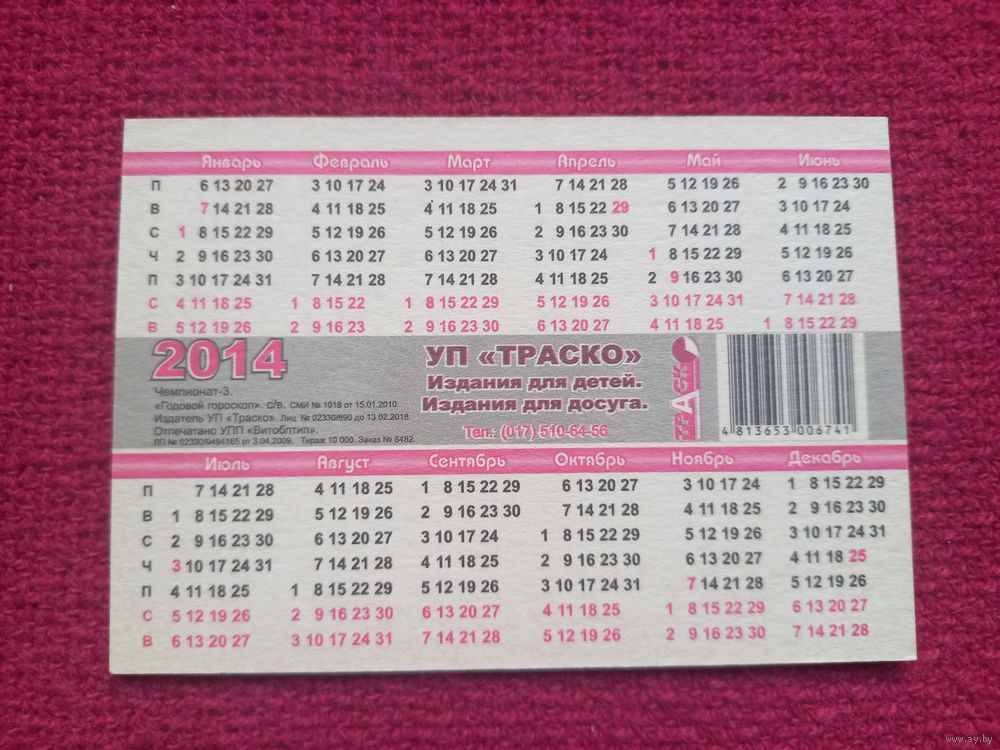 Январь Февраль Март Апрель Май Июнь
П 6 13 20 27 3 10 17 24 3 10 17 24 31 7 14 21 28 5 12 19 26 2 9 16 23 30
В 7 14 21 28 4 11 18 25 4 11 18 25 1 8 15 22 29 6 13 20 27 3 10 17 24
С 1 8 15 22 29 5 12 19 26 5 12 19 26 2 9 16 23 30 7 14 21 28 4 11 18 25
Ч 2 9 16 23 30 6 13 20 27 6 13 20 27 3 10 17 24 1 8 15 22 29 5 12 19 26
П 3 10 17 24 31 7 14 21 28 7 14 21 28 4 11 18 25 2 9 16 23 30 6 13 20 27
С 4 11 18 25 1 8 15 22 1 8 15 22 29 5 12 19 26 3 10 17 24 31 7 14 21 28
В 5 12 19 26 2 9 16 23 2 9 16 23 30 6 13 20 27 4 11 18 25 1 8 15 22 29
2014
Чемпионат-3.
«Годовой гороскоп». С/В. СМИ № 1018 от 15.01.2010.
Издатель УП «Траско». Лиц. № 02330/690 до 13.02.2018.
Отпечатано УПП «Витоблтип».
ЛП № 02330/0494165 от 3.04.2009. Тираж 10 000. Заказ № 8482.
УП «ТРАСКО»
Издания для детей.
Издания для досуга.
Тел.: (017) 510-64-56
ТРАСКО
4 813653 006741
Июль Август Сентябрь Октябрь Ноябрь Декабрь
П 7 14 21 28 4 11 18 25 1 8 15 22 29 6 13 20 27 3 10 17 24 1 8 15 22 29
В 1 8 15 22 29 5 12 19 26 2 9 16 23 30 7 14 21 28 4 11 18 25 2 9 16 23 30
С 2 9 16 23 30 6 13 20 27 3 10 17 24 1 8 15 22 29 5 12 19 26 3 10 17 24 31
Ч 3 10 17 24 31 7 14 21 28 4 11 18 25 2 9 16 23 30 6 13 20 27 4 11 18 25
П 4 11 18 25 1 8 15 22 29 5 12 19 26 3 10 17 24 31 7 14 21 28 5 12 19 26
С 5 12 19 26 2 9 16 23 30 6 13 20 27 4 11 18 25 1 8 15 22 29 6 13 20 27
В 6 13 20 27 3 10 17 24 31 7 14 21 28 5 12 19 26 2 9 16 23 30 7 14 21 28
www.ay.by